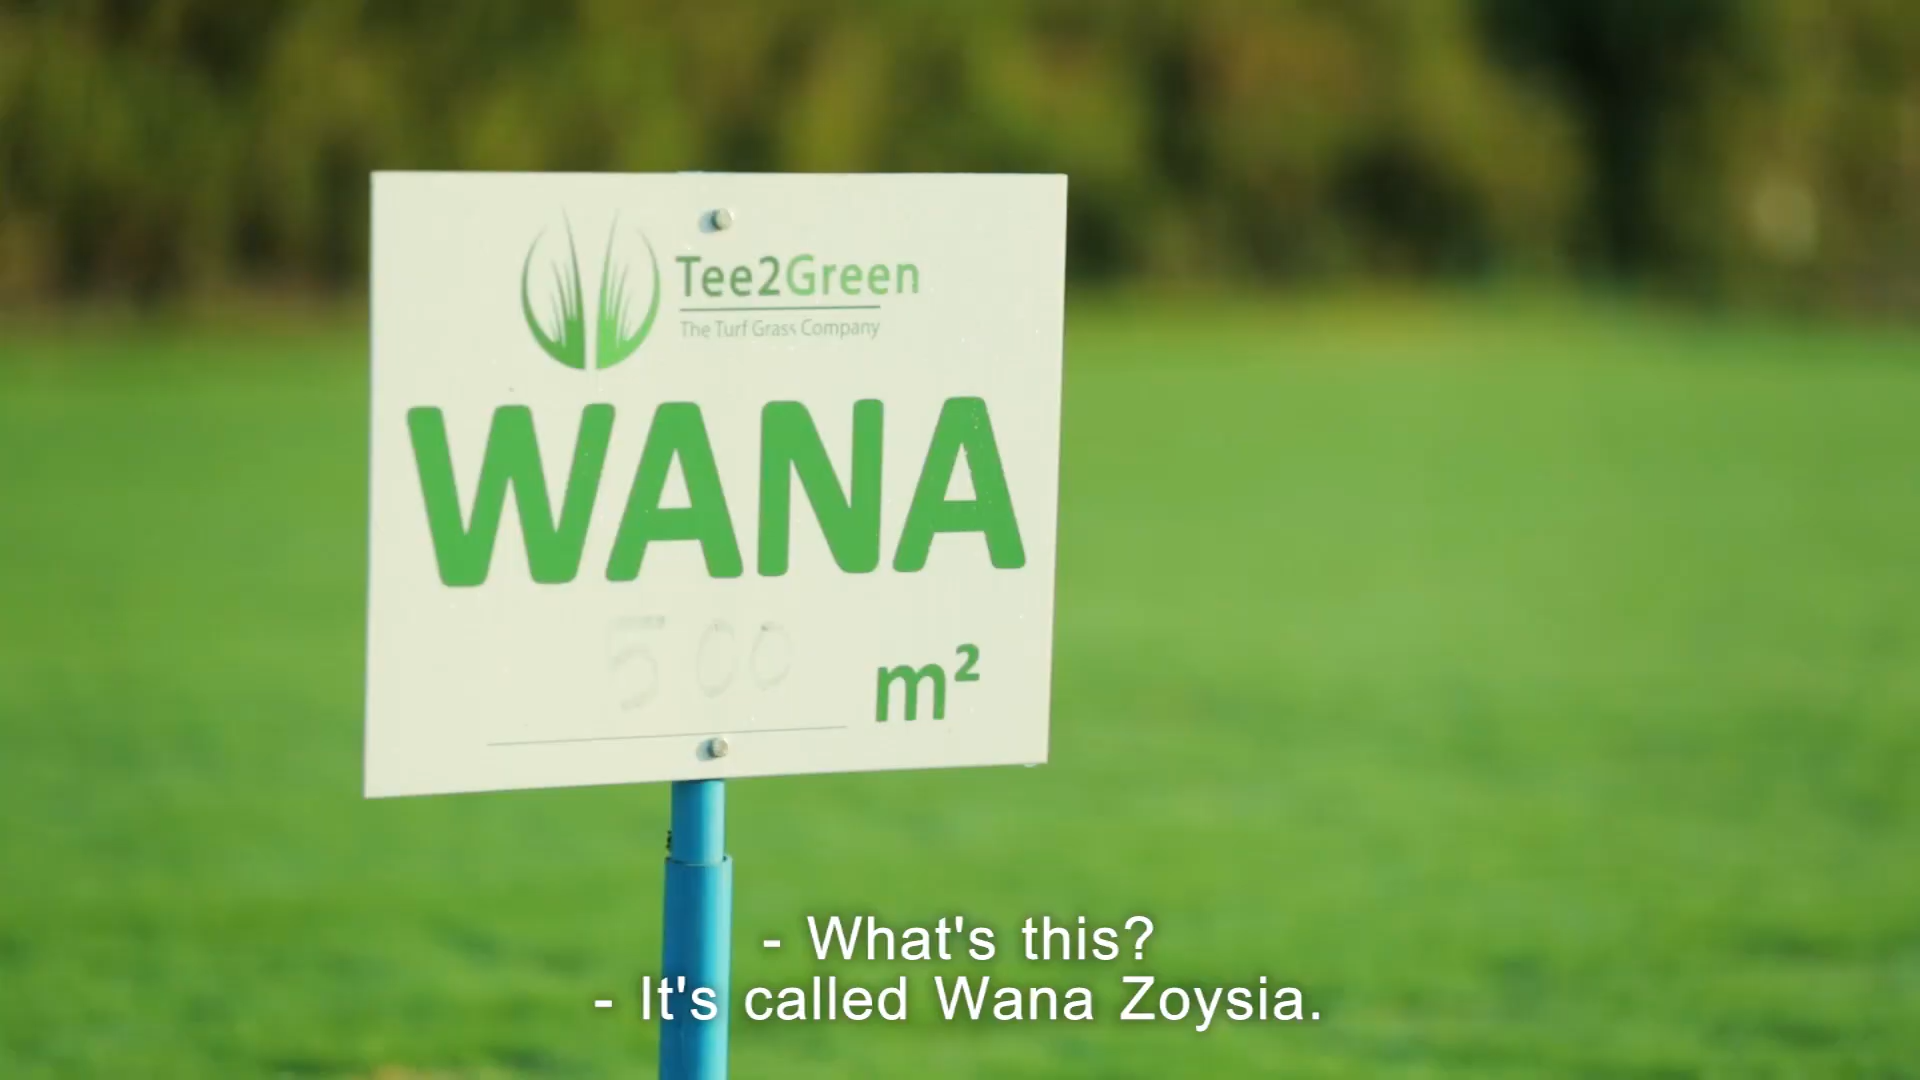 Tee2Green
The Turf Grass Company
WANA
500 m²
- What's this?
- It's called Wana Zoysia.